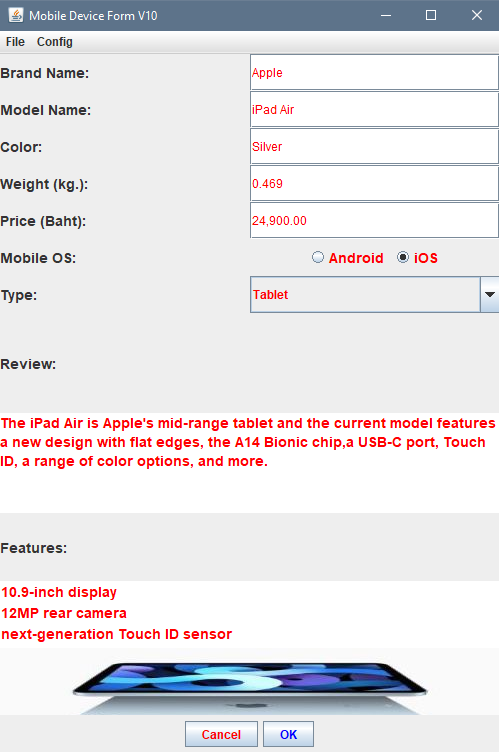 Mobile Device Form V10
File Config
Brand Name: Apple
Model Name: iPad Air
Color: Silver
Weight (kg.): 0.469
Price (Baht): 24,900.00
Mobile OS: Android iOS
Type: Tablet
Review:
The iPad Air is Apple's mid-range tablet and the current model features
a new design with flat edges, the A14 Bionic chip,a USB-C port, Touch
ID, a range of color options, and more.
Features:
10.9-inch display
12MP rear camera
next-generation Touch ID sensor
Cancel OK